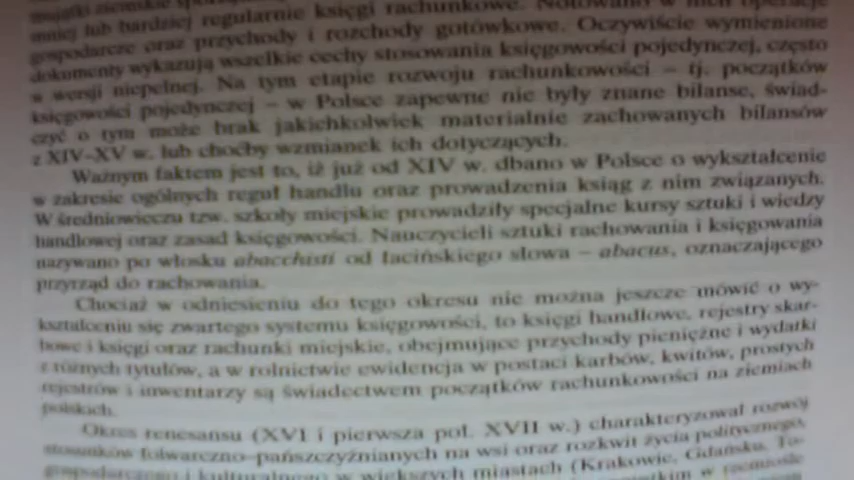 mniej lub bardziej regularnie księgi rachunkowe. Notowano w nich operacje
gospodarcze oraz przychody i rozchody gotówkowe. Oczywiście wymienione
dokumenty wykazują wszelkie cechy stosowania księgowości pojedynczej, często
w wersji niepełnej. Na tym etapie rozwoju rachunkowości – tj. początków
księgowości pojedynczej – w Polsce zapewne nie były znane bilanse, świad-
czyć o tym może brak jakichkolwiek materialnie zachowanych bilansów
z XIV–XV w. lub choćby wzmianek ich dotyczących.
Ważnym faktem jest to, iż już od XIV w. dbano w Polsce o wykształcenie
w zakresie ogólnych reguł handlu oraz prowadzenia ksiąg z nim związanych.
W średniowieczu tzw. szkoły miejskie prowadziły specjalne kursy sztuki i wiedzy
handlowej oraz zasad księgowości. Nauczycieli sztuki rachowania i księgowania
nazywano po włosku abacchisti od łacińskiego słowa – abacus, oznaczającego
przyrząd do rachowania.
Chociaż w odniesieniu do tego okresu nie można jeszcze mówić o wy-
kształceniu się zwartego systemu księgowości, to księgi handlowe, rejestry skar-
bowe i księgi oraz rachunki miejskie, obejmujące przychody pieniężne i wydatki
z różnych tytułów, a w rolnictwie ewidencja w postaci karbów, kwitów, prostych
rejestrów i inwentarzy są świadectwem początków rachunkowości na ziemiach
polskich.
Okres renesansu (XVI i pierwsza poł. XVII w.) charakteryzował rozwój
stosunków folwarczno–pańszczyźnianych na wsi oraz rozkwit życia politycznego,
gospodarczego i kulturalnego w większych miastach (Krakowie, Gdańsku, To-
w rzemiośle